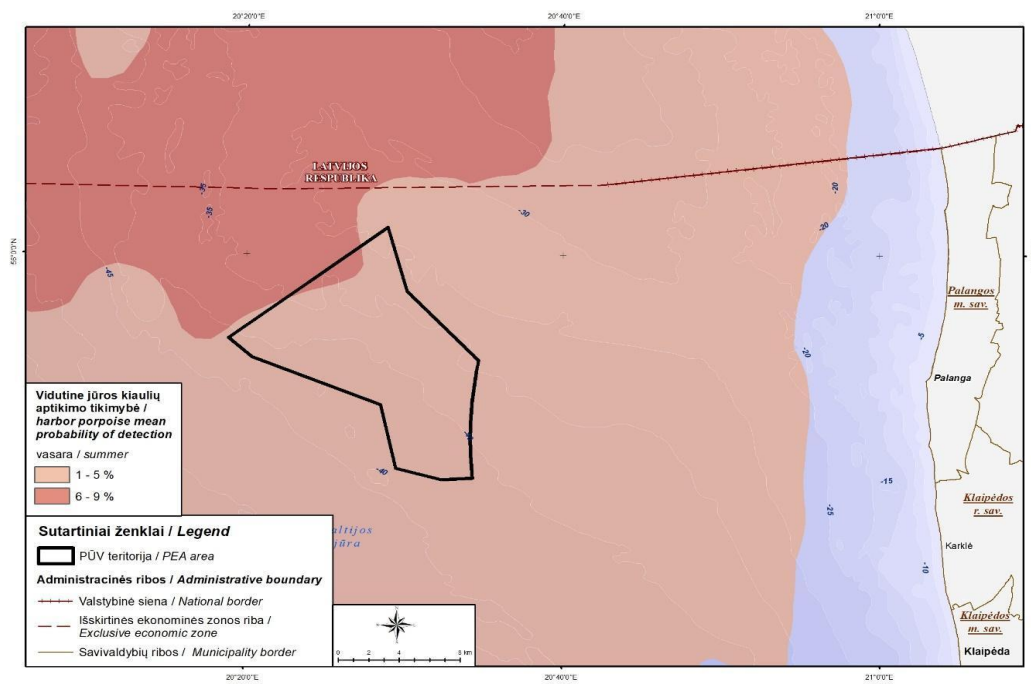 20°20'0"E
20°40'0"E
21°0'0"E
LATVIJOS
RESPUBLIKA
-35
-35
-30
-20
-20
-45
55°0'0"N
Palangos
m. sav.
-5
-20
Palanga
Vidutine jūros kiaulių
aptikimo tikimybė /
harbor porpoise mean
probability of detection
vasara / summer
1 - 5 %
6 - 9 %
-40
-15
-25
Klaipėdos
r. sav.
Sutartiniai ženklai / Legend
altijos
jūra
PŪV teritorija / PEA area
Karklė
Administracinės ribos / Administrative boundary
-10
Valstybinė siena / National border
Išskirtinės ekonominės zonos riba /
Exclusive economic zone
Klaipėdos
m. sav.
Savivaldybių ribos / Municipality border
0 2 4 8 km
Klaipėda
20°20'0"E
20°40'0"E
21°0'0"E